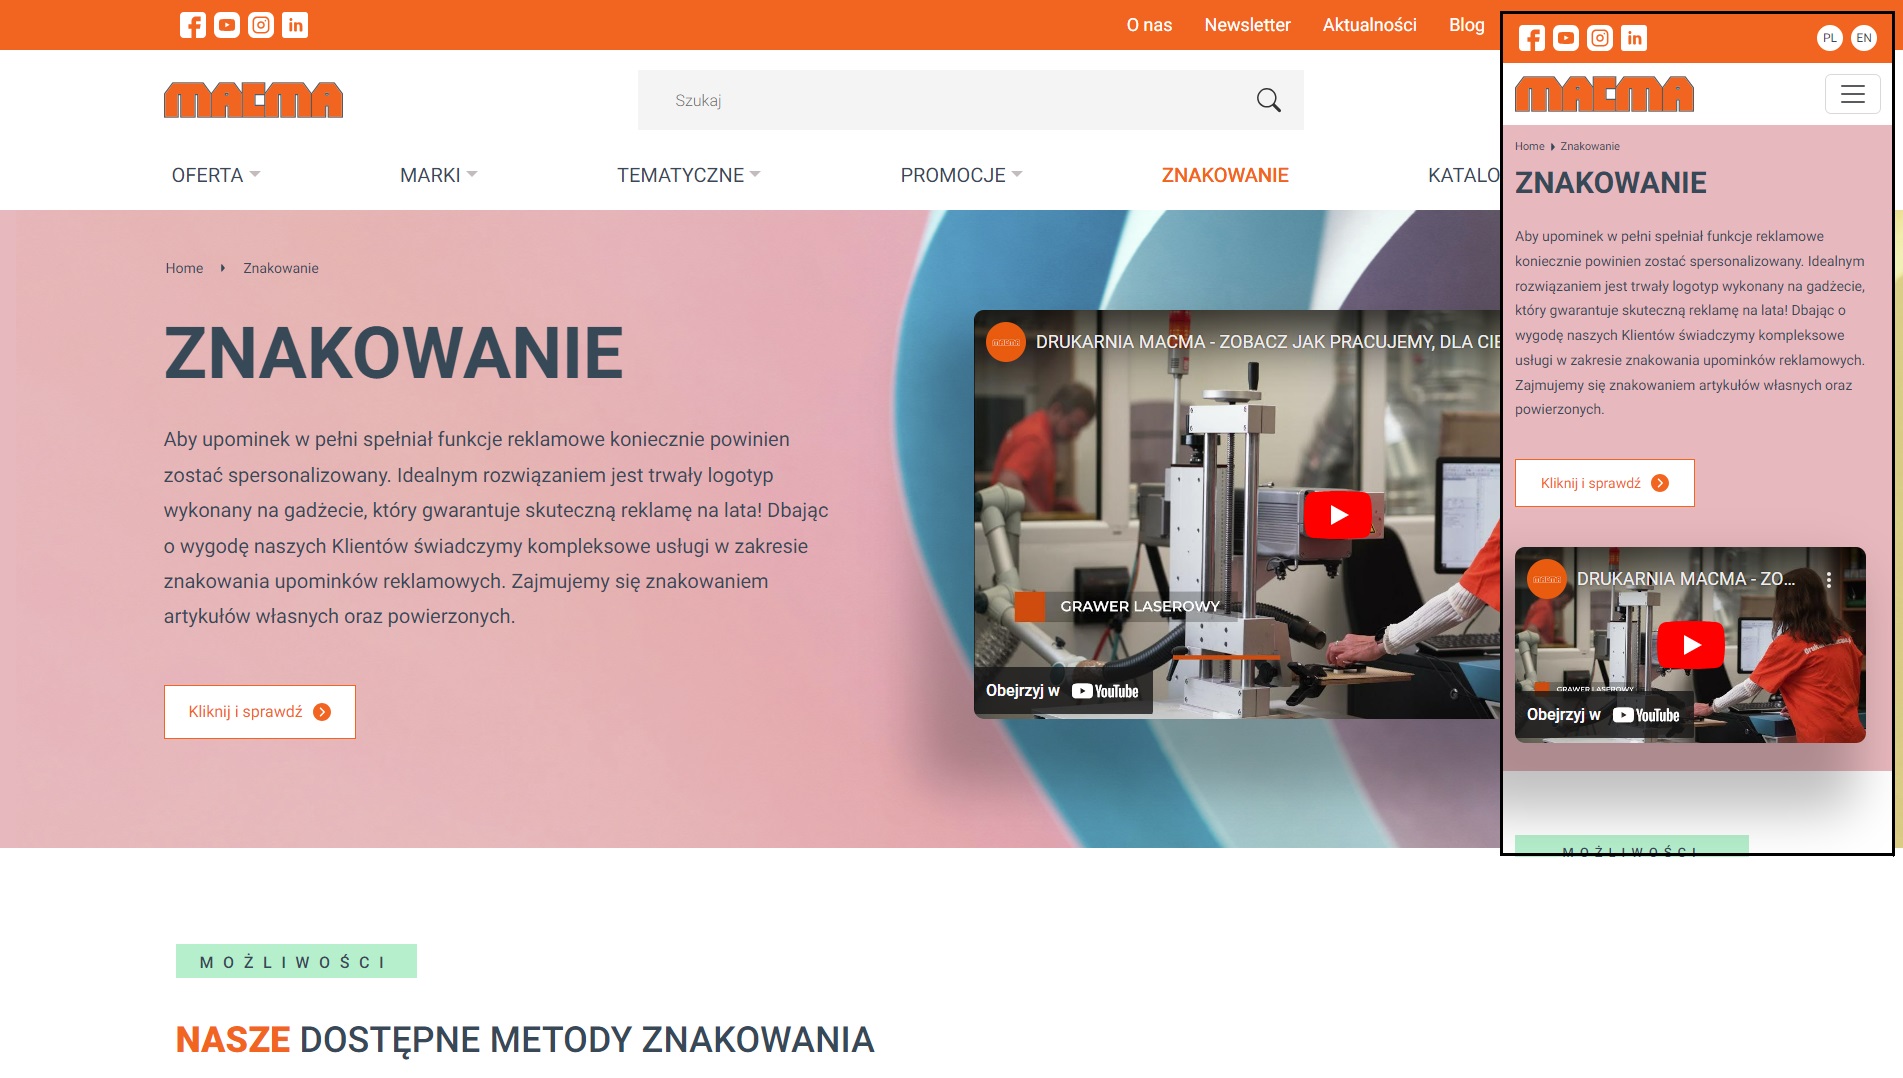 O nas Newsletter Aktualności Blog
MACMA
Szukaj
OFERTA MARKI TEMATYCZNE PROMOCJE ZNAKOWANIE KATALO
Home Znakowanie
ZNAKOWANIE
Aby upominek w pełni spełniał funkcje reklamowe koniecznie powinien
zostać spersonalizowany. Idealnym rozwiązaniem jest trwały logotyp
wykonany na gadżecie, który gwarantuje skuteczną reklamę na lata! Dbając
o wygodę naszych Klientów świadczymy kompleksowe usługi w zakresie
znakowania upominków reklamowych. Zajmujemy się znakowaniem
artykułów własnych oraz powierzonych.
Kliknij i sprawdź
MACMA DRUKARNIA MACMA - ZOBACZ JAK PRACUJEMY, DLA CIE
GRAWER LASEROWY
Obejrzyj w YouTube
MOŻLIWOŚCI
NASZE DOSTĘPNE METODY ZNAKOWANIA
PL EN
MACMA
Home Znakowanie
ZNAKOWANIE
Aby upominek w pełni spełniał funkcje reklamowe
koniecznie powinien zostać spersonalizowany. Idealnym
rozwiązaniem jest trwały logotyp wykonany na gadżecie,
który gwarantuje skuteczną reklamę na lata! Dbając o
wygodę naszych Klientów świadczymy kompleksowe
usługi w zakresie znakowania upominków reklamowych.
Zajmujemy się znakowaniem artykułów własnych oraz
powierzonych.
Kliknij i sprawdź
MACMA DRUKARNIA MACMA - ZO...
GRAWER LASEROWY
Obejrzyj w YouTube
MOŻLIWOŚCI